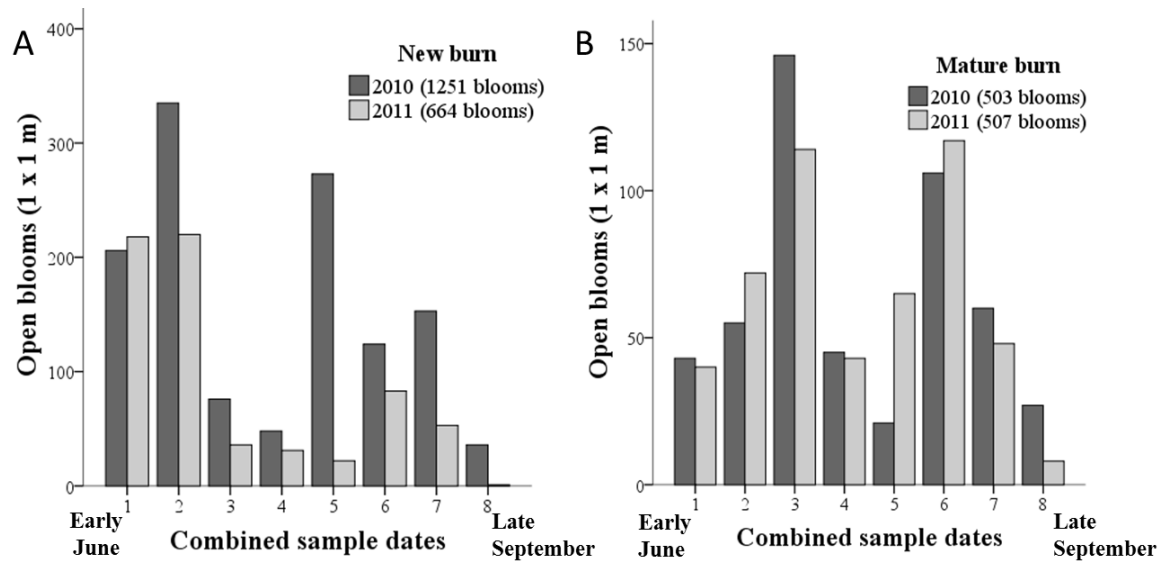 A
New burn
2010 (1251 blooms)
2011 (664 blooms)
Open blooms (1 x 1 m)
400
300
200
100
0
1 2 3 4 5 6 7 8
Early
June
Combined sample dates
Late
September
B
Mature burn
2010 (503 blooms)
2011 (507 blooms)
Open blooms (1 x 1 m)
150
100
50
0
1 2 3 4 5 6 7 8
Early
June
Combined sample dates
Late
September